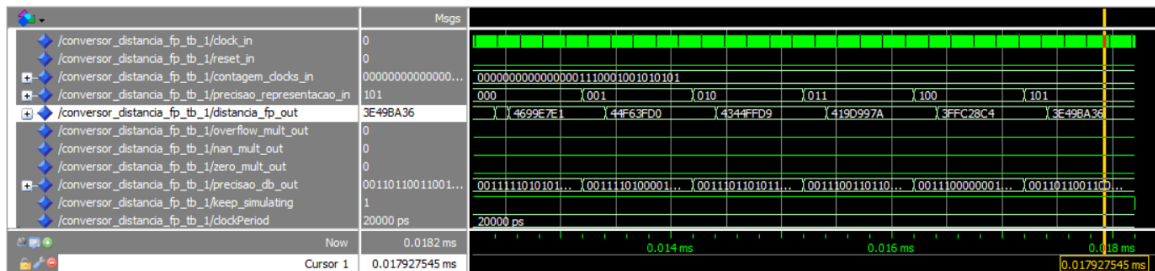 Msgs
/conversor_distancia_fp_tb_1/clock_in 0
/conversor_distancia_fp_tb_1/reset_in 0
/conversor_distancia_fp_tb_1/contagem_clocks_in 00000000000000... 00000000000000001110001001010101
/conversor_distancia_fp_tb_1/precisao_representacao_in 101 000 001 010 011 100 101
/conversor_distancia_fp_tb_1/distancia_fp_out 3E49BA36 4699E7E1 44F63FD0 4344FFD9 419D997A 3FFC28C4 3E49BA36
/conversor_distancia_fp_tb_1/overflow_mult_out 0
/conversor_distancia_fp_tb_1/nan_mult_out 0
/conversor_distancia_fp_tb_1/zero_mult_out 0
/conversor_distancia_fp_tb_1/precisao_db_out 00110110011001... 0011111010101... 0011110100001... 0011101101011... 0011100110110... 0011100000001... 0011011001100...
/conversor_distancia_fp_tb_1/keep_simulating 1
/conversor_distancia_fp_tb_1/clockPeriod 20000 ps 20000 ps
Now 0.0182 ms 0.014 ms 0.016 ms 0.018 ms
Cursor 1 0.017927545 ms 0.017927545 ms